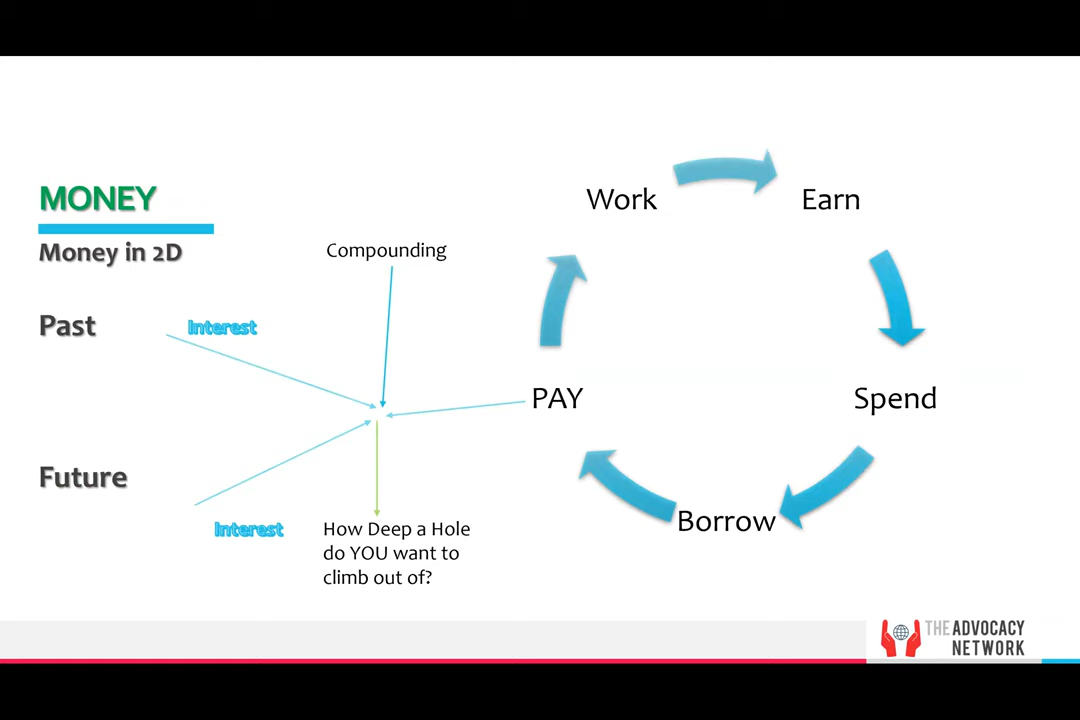 MONEY
Money in 2D
Past
Interest
Future
Interest
Compounding
How Deep a Hole
do YOU want to
climb out of?
Work
Earn
Spend
Borrow
PAY
THE ADVOCACY
NETWORK